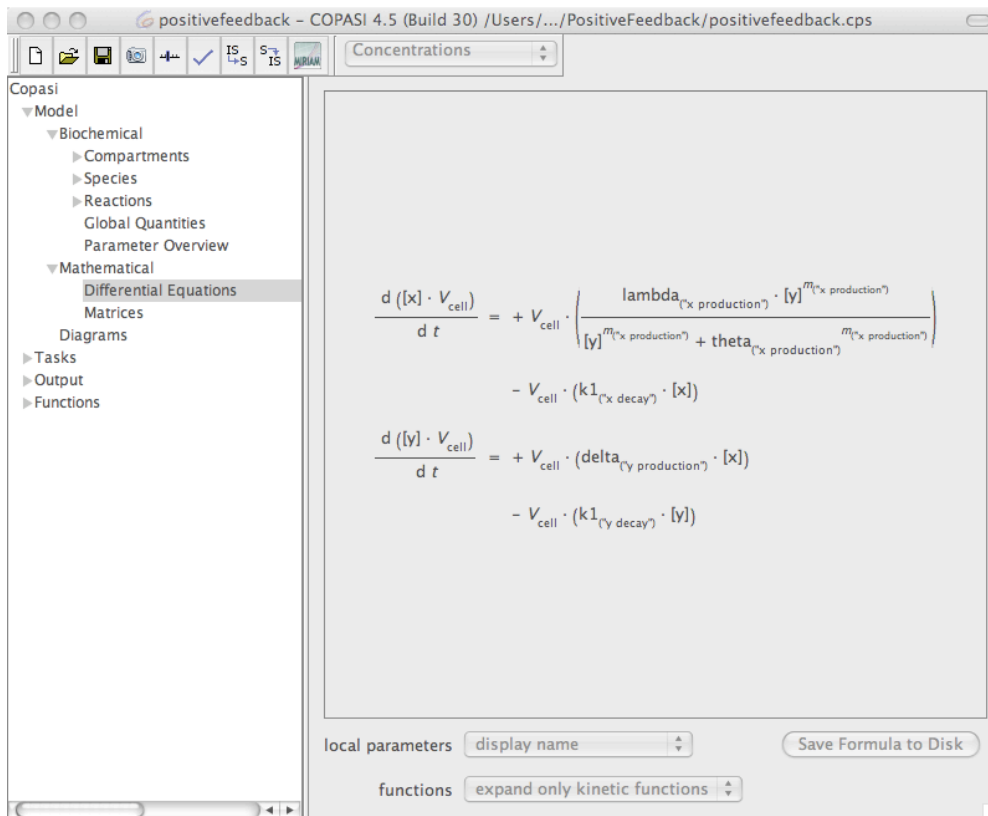 positivefeedback – COPASI 4.5 (Build 30) /Users/.../PositiveFeedback/positivefeedback.cps
IS S S IS MIRIAM Concentrations
Copasi
Model
Biochemical
Compartments
Species
Reactions
Global Quantities
Parameter Overview
Mathematical
Differential Equations
Matrices
Diagrams
Tasks
Output
Functions
d ([x] · V_cell) / d t = + V_cell · ( lambda_("x production") · [y]^m_("x production") / [y]^m_("x production") + theta_("x production")^m_("x production") )
– V_cell · (k1_("x decay") · [x])
d ([y] · V_cell) / d t = + V_cell · (delta_("y production") · [x])
– V_cell · (k1_("y decay") · [y])
local parameters display name Save Formula to Disk
functions expand only kinetic functions